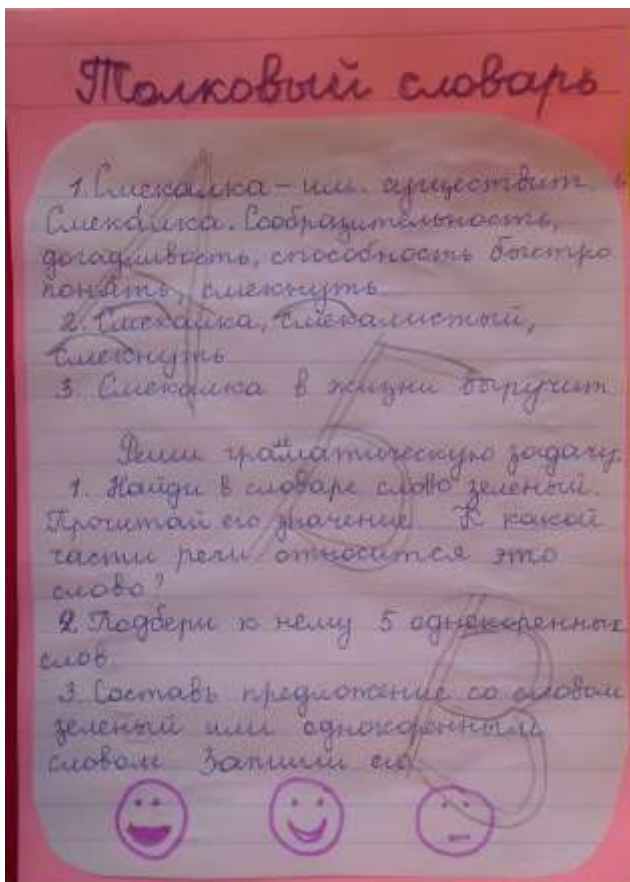 Толковый словарь
1. Смекалка – им. существит.
Смекалка. Сообразительность,
догадливость, способность быстро
понять, смекнуть.
2. Смекалка, смекалистый,
смекнуть
3. Смекалка в жизни выручит
Реши граматическую задачу.
1. Найди в словаре слово зеленый.
Прочитай его значение. К какой
части речи относится это
слово?
2. Подбери к нему 5 однокоренных
слов.
3. Составь предложение со словом
зеленый или однокоренным
словом Запиши его.